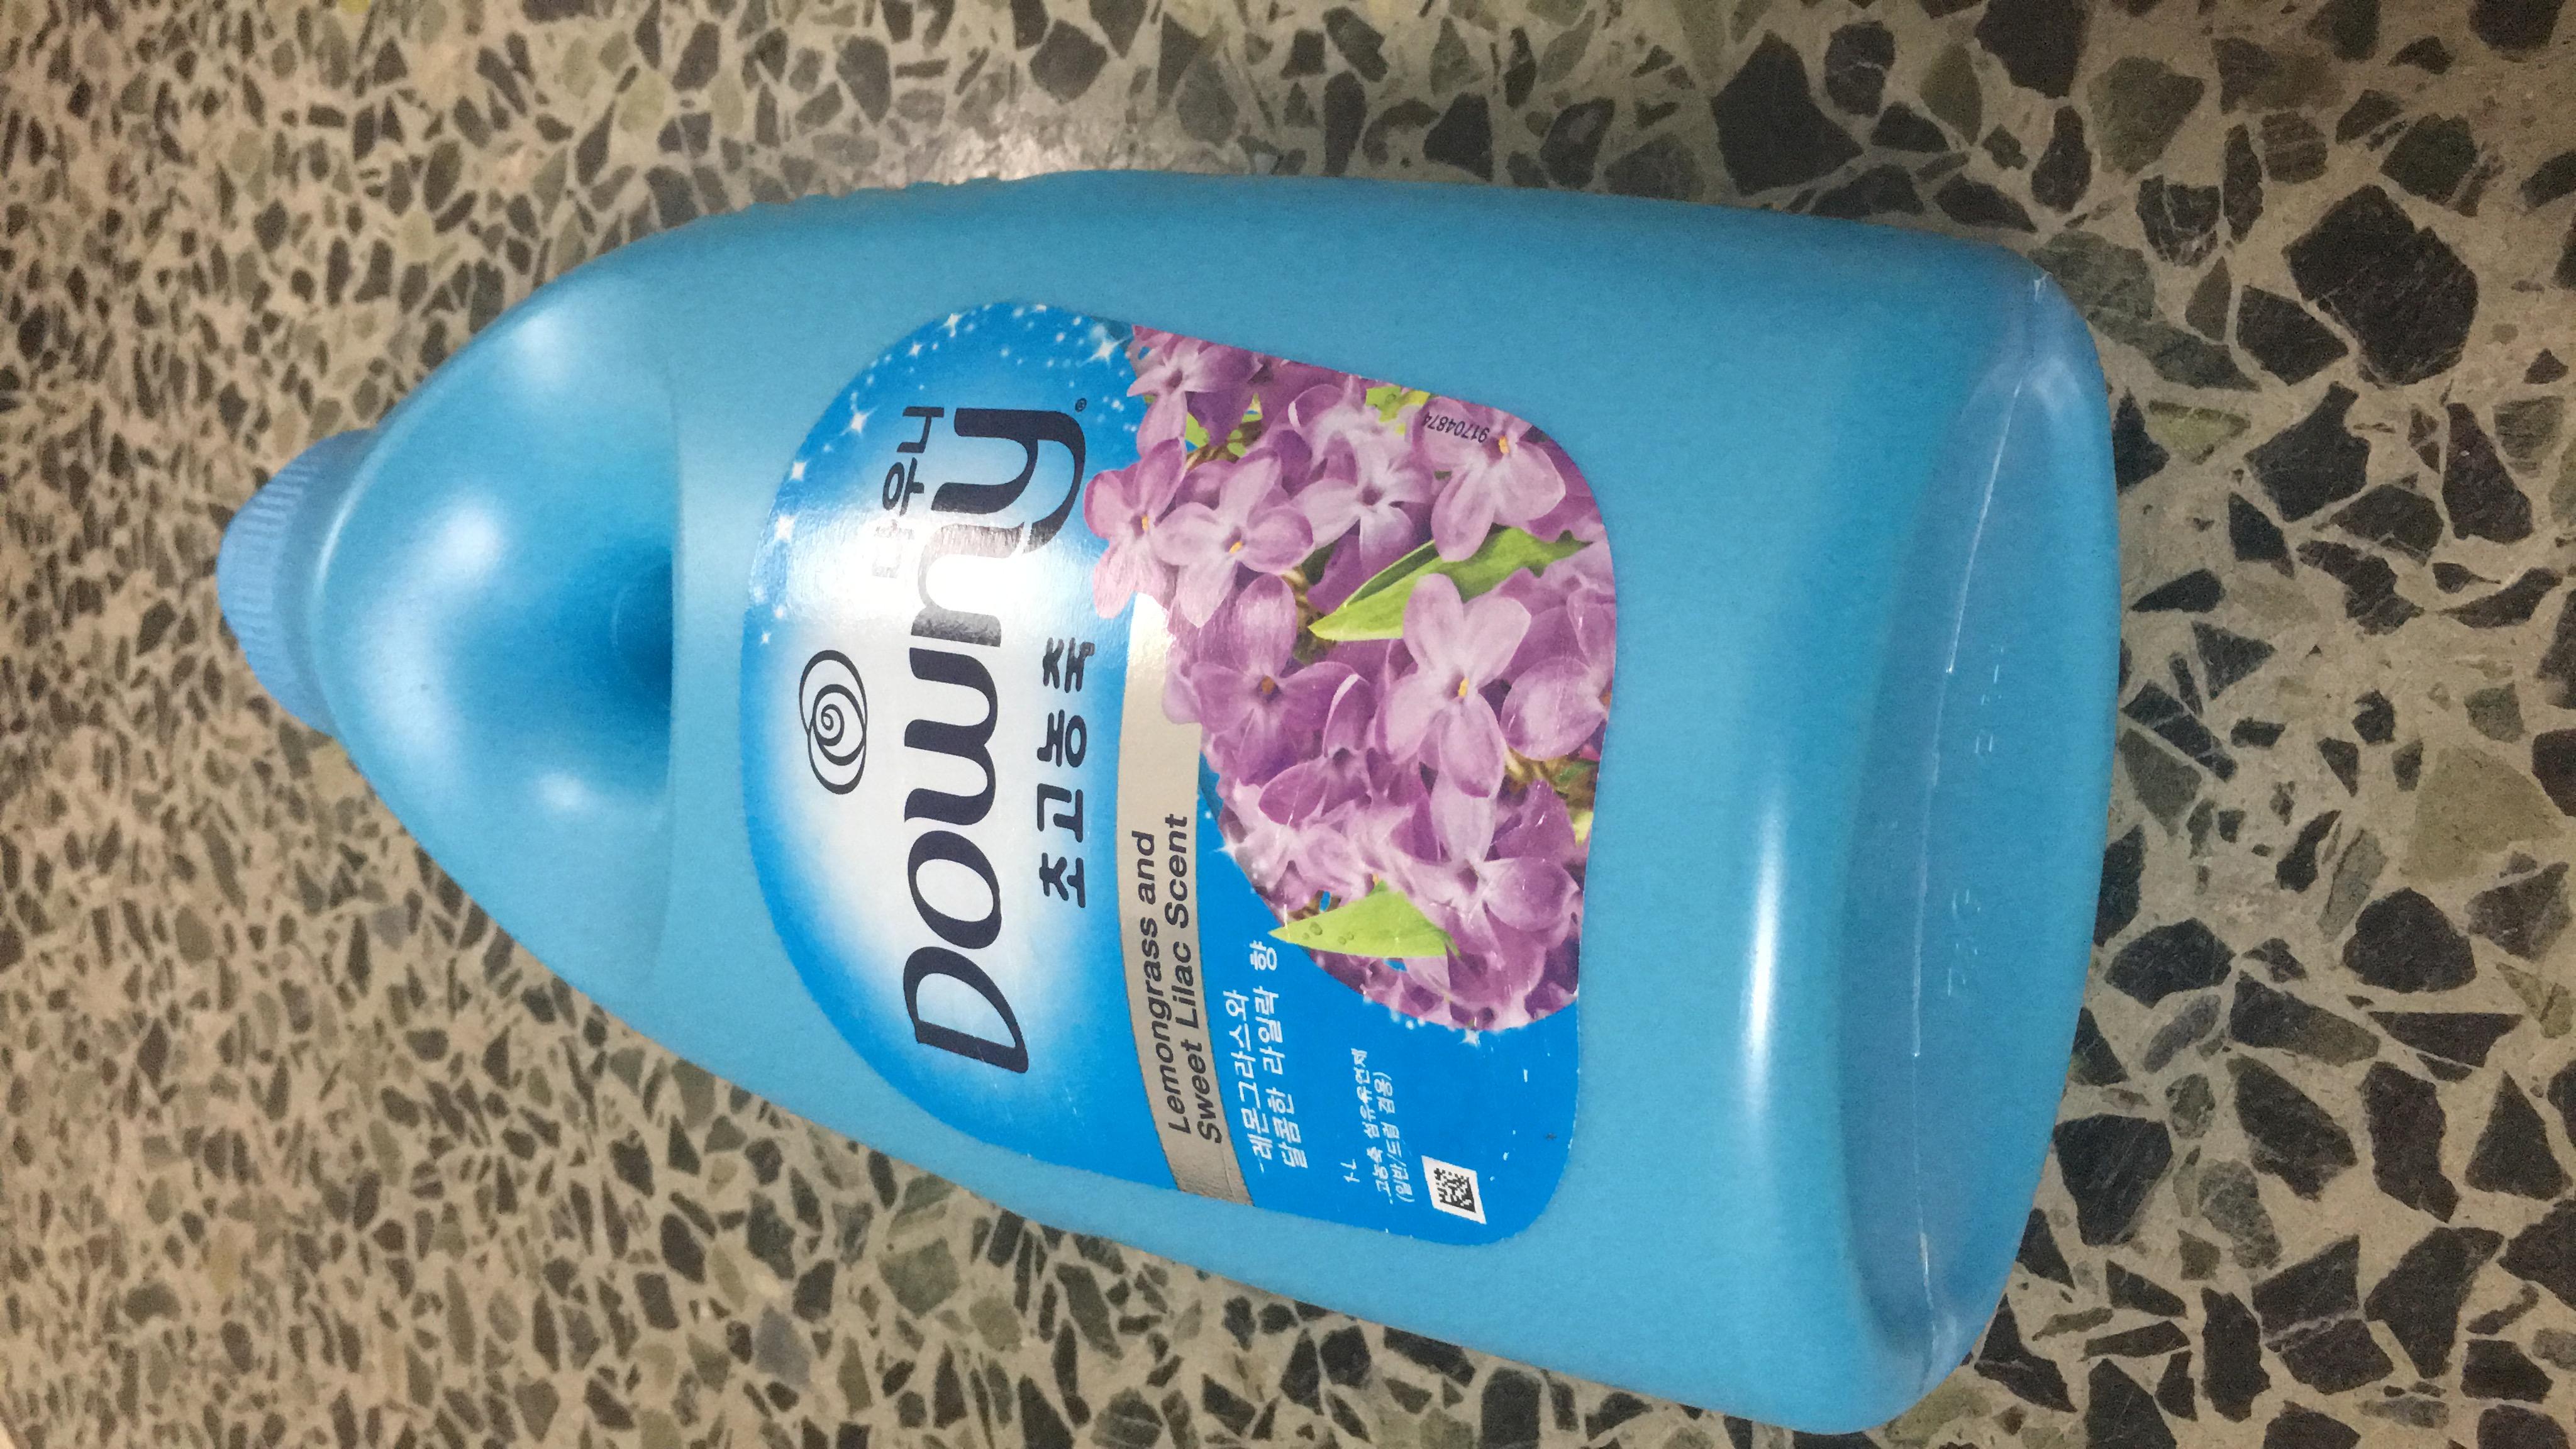 다우니
Downy®
초고농축
Lemongrass and
Sweet Lilac Scent
레몬그라스와
달콤한 라일락 향
1L
고농축 섬유유연제
(일반/드럼 겸용)
91704874